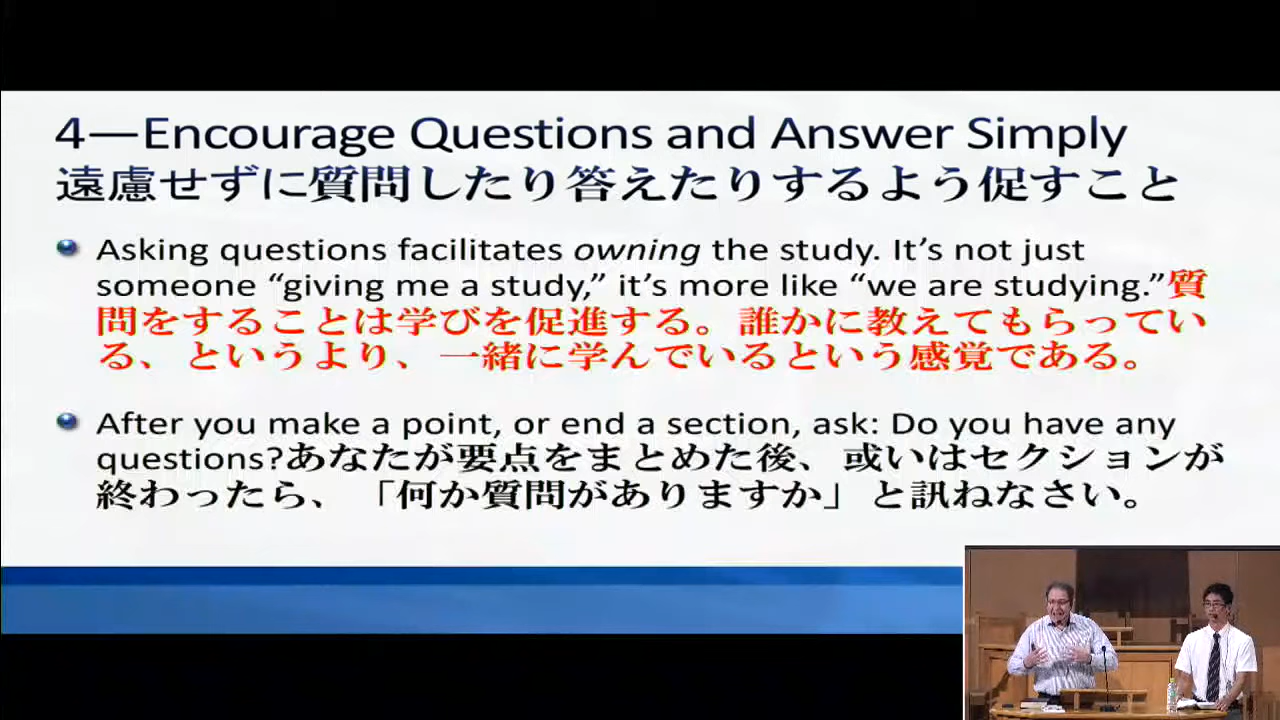 4—Encourage Questions and Answer Simply
遠慮せずに質問したり答えたりするよう促すこと
Asking questions facilitates owning the study. It’s not just
someone “giving me a study,” it’s more like “we are studying.”質
問をすることは学びを促進する。誰かに教えてもらってい
る、というより、一緒に学んでいるという感覚である。
After you make a point, or end a section, ask: Do you have any
questions?あなたが要点をまとめた後、或いはセクションが
終わったら、「何か質問がありますか」と訊ねなさい。